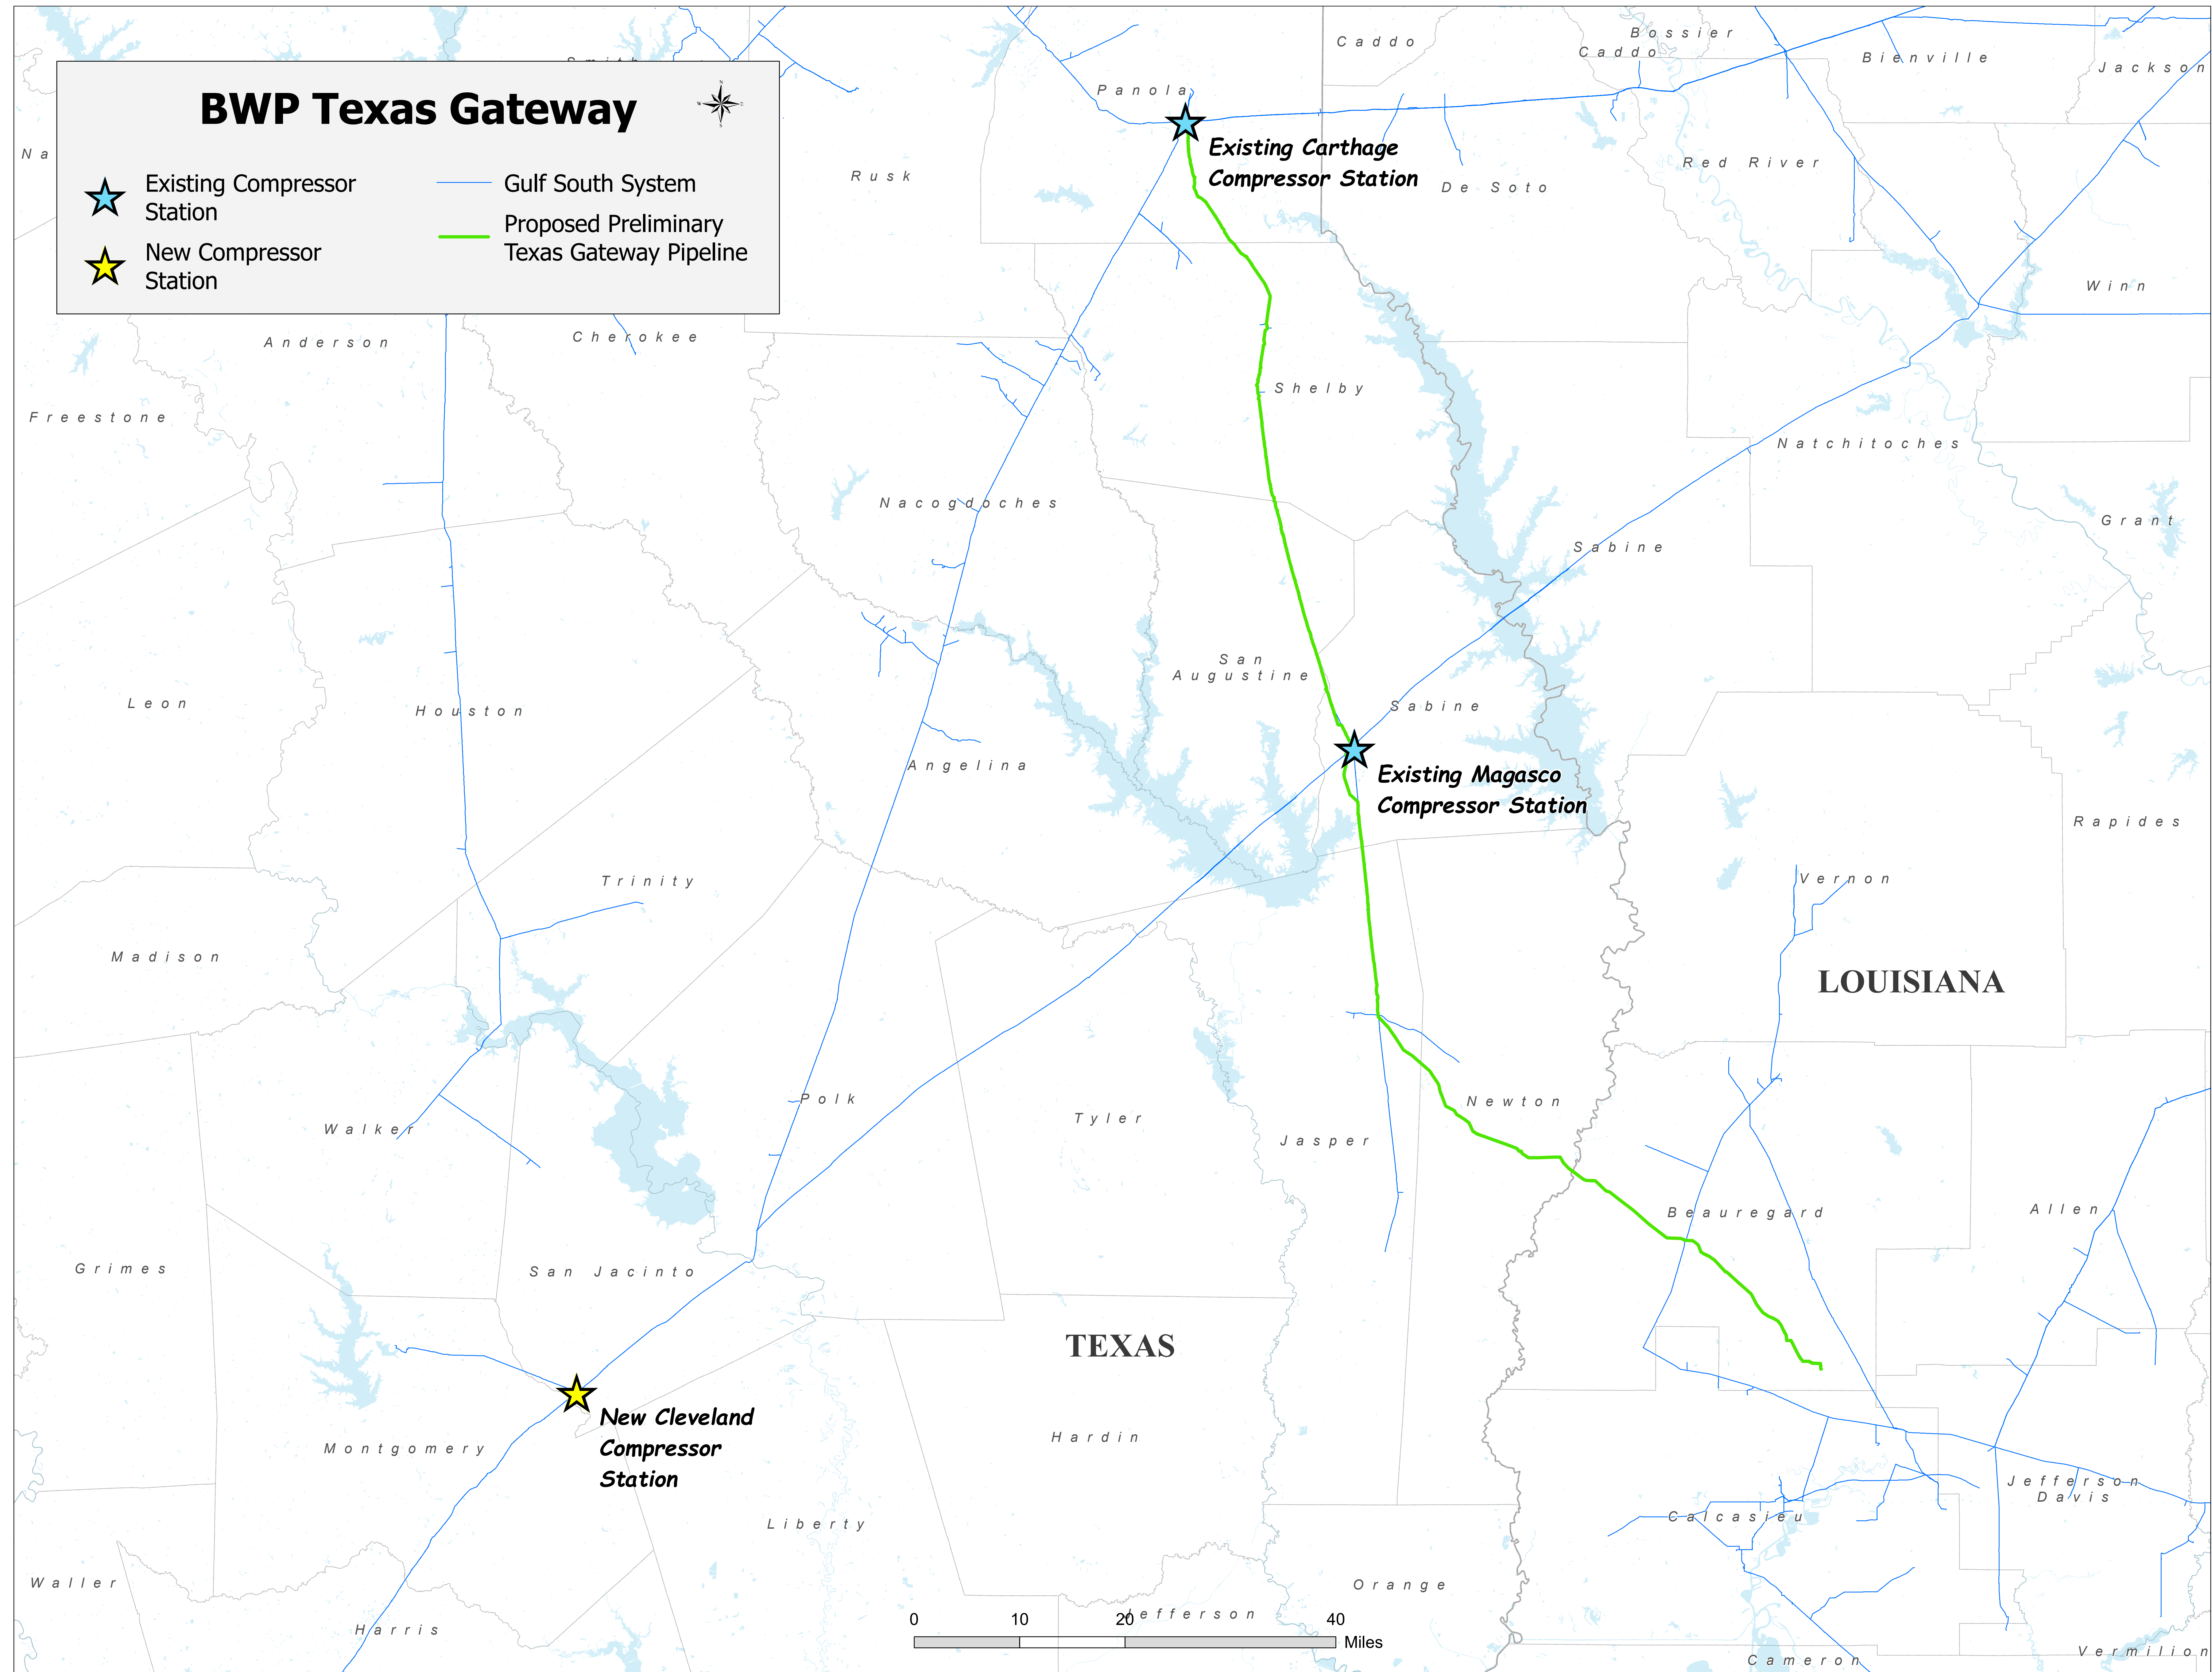 BWP Texas Gateway
Existing Compressor
Station
New Compressor
Station
Gulf South System
Proposed Preliminary
Texas Gateway Pipeline
N
W
E
S
Caddo
Bossier
Caddo
Bienville
Jackson
Panola
Smith
Na
Existing Carthage
Compressor Station
Rusk
De Soto
Red River
Winn
Anderson
Cherokee
Freestone
Shelby
Natchitoches
Nacogdoches
Grant
Sabine
San
Augustine
Leon
Houston
Sabine
Angelina
Existing Magasco
Compressor Station
Rapides
Trinity
Vernon
Madison
LOUISIANA
Polk
Tyler
Newton
Walker
Jasper
Beauregard
Allen
Grimes
San Jacinto
TEXAS
New Cleveland
Compressor
Station
Montgomery
Hardin
Jefferson
Davis
Liberty
Calcasieu
Waller
Orange
Jefferson
Harris
0 10 20 40
Miles
Cameron
Vermilion